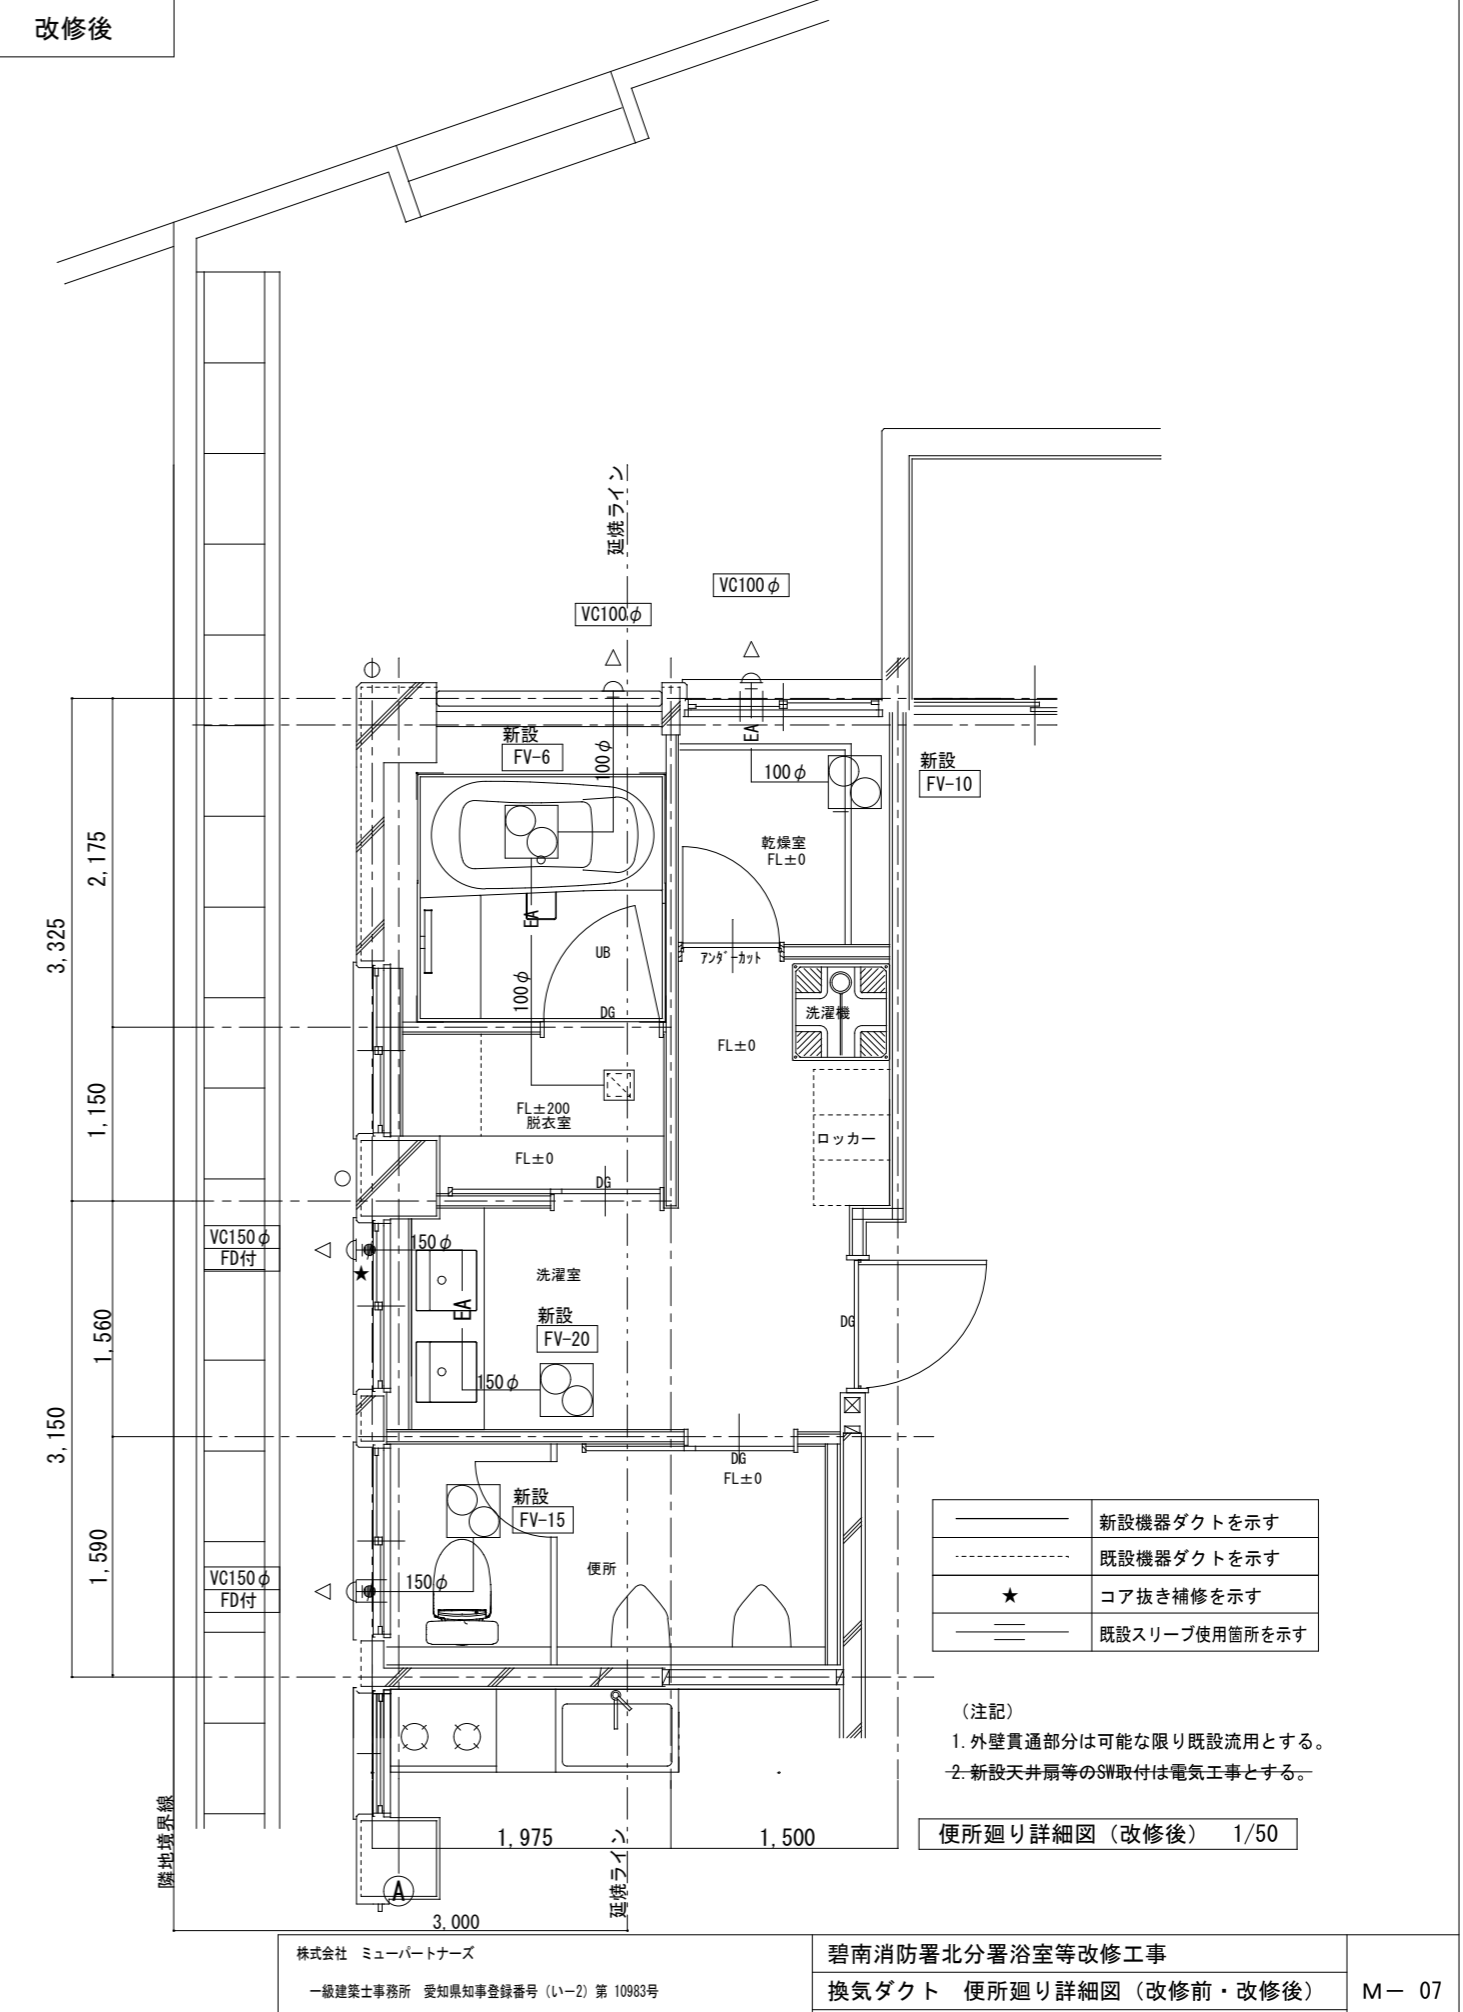 改修後
延焼ライン
VC100φ
VC100φ
新設
FV-6
100φ
EA
100φ
新設
FV-10
乾燥室
FL±0
2,175
3,325
EA
UB
アンダーカット
100φ
DG
洗濯機
FL±0
1,150
FL±200
脱衣室
ロッカー
FL±0
DG
VC150φ
FD付
150φ
★
洗濯室
EA
新設
FV-20
DG
1,560
150φ
3,150
DG
FL±0
新設
FV-15
1,590
便所
VC150φ
FD付
150φ
新設機器ダクトを示す
既設機器ダクトを示す
★ コア抜き補修を示す
既設スリーブ使用箇所を示す
(注記)
1. 外壁貫通部分は可能な限り既設流用とする。
2. 新設天井扇等のSW取付は電気工事とする。
便所廻り詳細図(改修後) 1/50
隣地境界線
1,975
1,500
延焼ライン
A
3,000
株式会社 ミューパートナーズ
一級建築士事務所 愛知県知事登録番号(い-2)第 10983号
碧南消防署北分署浴室等改修工事
換気ダクト 便所廻り詳細図(改修前・改修後)
M- 07